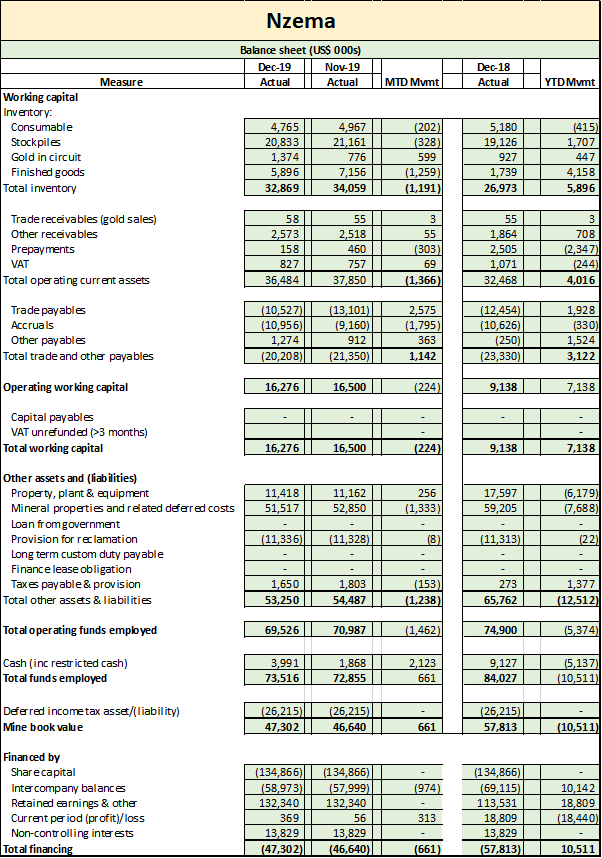 Nzema
Balance sheet (US$ 000s)
Dec-19 Nov-19 Dec-18
Measure Actual Actual MTD Mvmt Actual YTD Mvmt
Working capital
Inventory:
Consumable 4,765 4,967 (202) 5,180 (415)
Stockpiles 20,833 21,161 (328) 19,126 1,707
Gold in circuit 1,374 776 599 927 447
Finished goods 5,896 7,156 (1,259) 1,739 4,158
Total inventory 32,869 34,059 (1,191) 26,973 5,896
Trade receivables (gold sales) 58 55 3 55 3
Other receivables 2,573 2,518 55 1,864 708
Prepayments 158 460 (303) 2,505 (2,347)
VAT 827 757 69 1,071 (244)
Total operating current assets 36,484 37,850 (1,366) 32,468 4,016
Trade payables (10,527) (13,101) 2,575 (12,454) 1,928
Accruals (10,956) (9,160) (1,795) (10,626) (330)
Other payables 1,274 912 363 (250) 1,524
Total trade and other payables (20,208) (21,350) 1,142 (23,330) 3,122
Operating working capital 16,276 16,500 (224) 9,138 7,138
Capital payables - - - - -
VAT unrefunded (>3 months) - -
Total working capital 16,276 16,500 (224) 9,138 7,138
Other assets and (liabilities)
Property, plant & equipment 11,418 11,162 256 17,597 (6,179)
Mineral properties and related deferred costs 51,517 52,850 (1,333) 59,205 (7,688)
Loan from government - - - - -
Provision for reclamation (11,336) (11,328) (8) (11,313) (22)
Long term custom duty payable - - - - -
Finance lease obligation - - - - -
Taxes payable & provision 1,650 1,803 (153) 273 1,377
Total other assets & liabilities 53,250 54,487 (1,238) 65,762 (12,512)
Total operating funds employed 69,526 70,987 (1,462) 74,900 (5,374)
Cash (inc restricted cash) 3,991 1,868 2,123 9,127 (5,137)
Total funds employed 73,516 72,855 661 84,027 (10,511)
Deferred income tax asset/(liability) (26,215) (26,215) - (26,215) -
Mine book value 47,302 46,640 661 57,813 (10,511)
Financed by
Share capital (134,866) (134,866) - (134,866) -
Intercompany balances (58,973) (57,999) (974) (69,115) 10,142
Retained earnings & other 132,340 132,340 - 113,531 18,809
Current period (profit)/loss 369 56 313 18,809 (18,440)
Non-controlling interests 13,829 13,829 - 13,829 -
Total financing (47,302) (46,640) (661) (57,813) 10,511